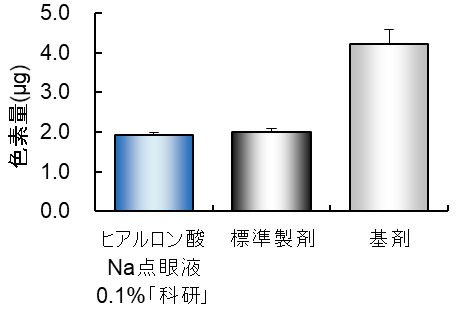 色素量(μg)
5.0
4.0
3.0
2.0
1.0
0.0
ヒアルロン酸
Na点眼液
0.1%｢科研｣
標準製剤
基剤